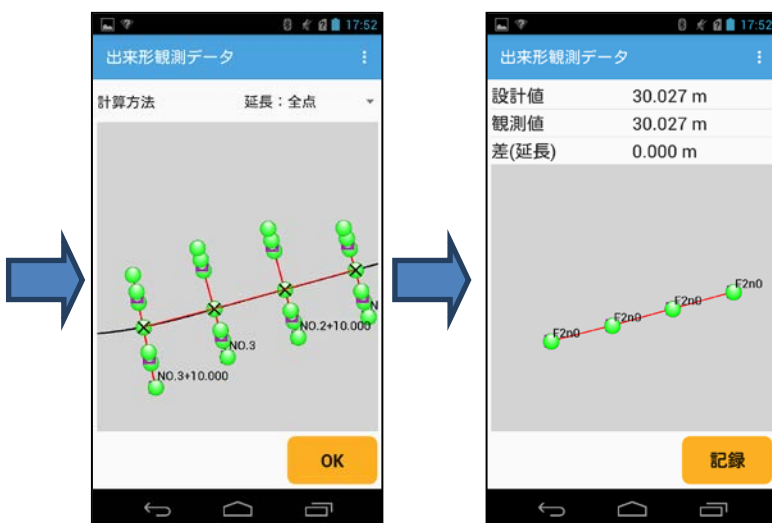 17:52
出来形観測データ
計算方法 延長：全点
NO.2+10.000
NO.3
NO.3+10.000
OK
17:52
出来形観測データ
設計値 30.027 m
観測値 30.027 m
差(延長) 0.000 m
F2n0
F2n0
F2n0
F2n0
記録